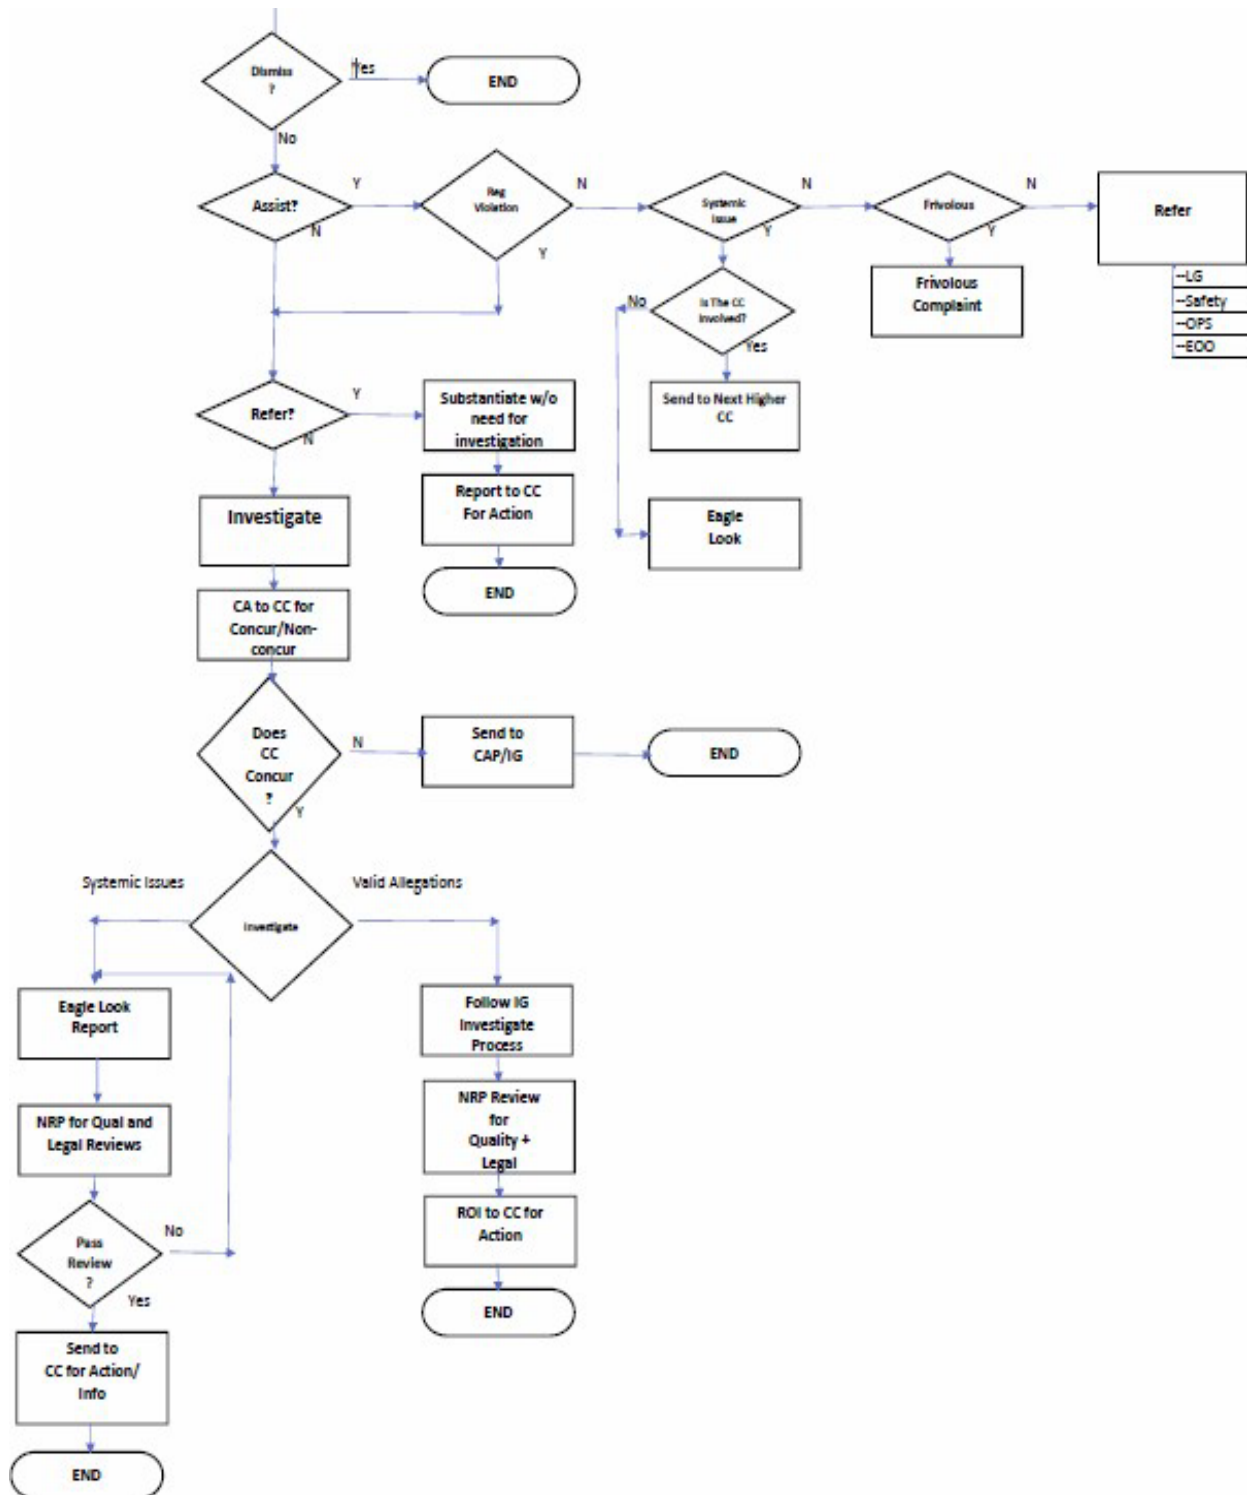 Dismiss
?
Yes
END
No
Assist?
Y
N
Reg
Violation
N
Y
Systemic
Issue
N
Y
Frivolous
N
Y
Refer
--LG
--Safety
--OPS
--EOO
Frivolous
Complaint
Is The CC
Involved?
No
Yes
Send to Next Higher
CC
Eagle
Look
Refer?
Y
N
Substantiate w/o
need for
investigation
Report to CC
For Action
END
Investigate
CA to CC for
Concur/Non-
concur
Does
CC
Concur
?
N
Y
Send to
CAP/IG
END
Systemic Issues
Valid Allegations
Investigate
Eagle Look
Report
NRP for Qual and
Legal Reviews
Pass
Review
?
No
Yes
Send to
CC for Action/
Info
END
Follow IG
Investigate
Process
NRP Review
for
Quality +
Legal
ROI to CC for
Action
END